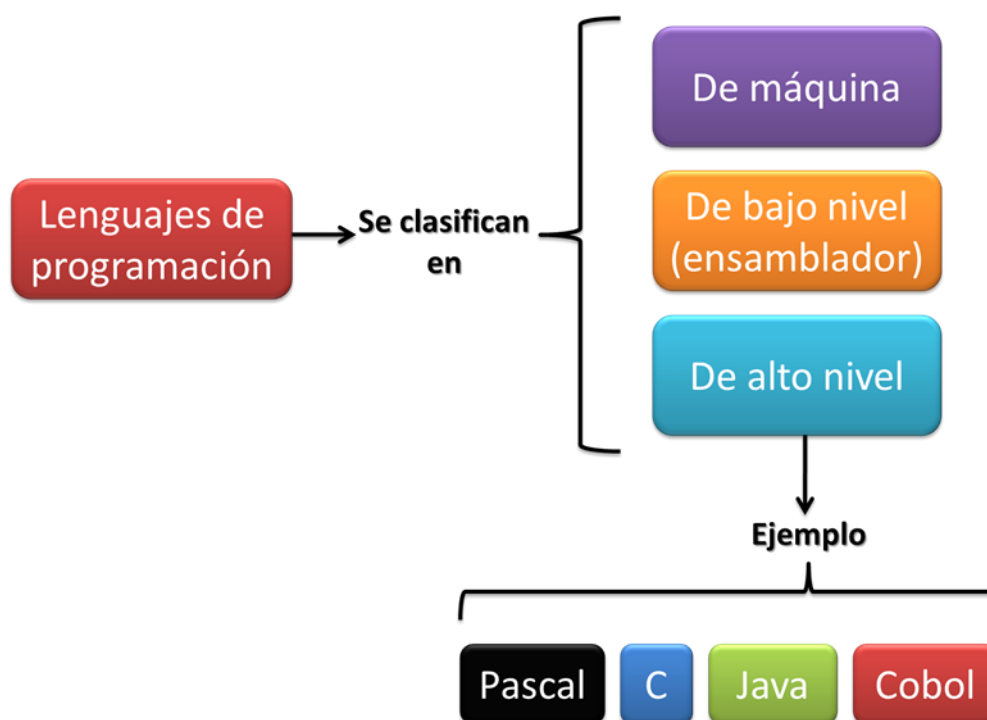 Lenguajes de
programación
Se clasifican
en
De máquina
De bajo nivel
(ensamblador)
De alto nivel
Ejemplo
Pascal
C
Java
Cobol